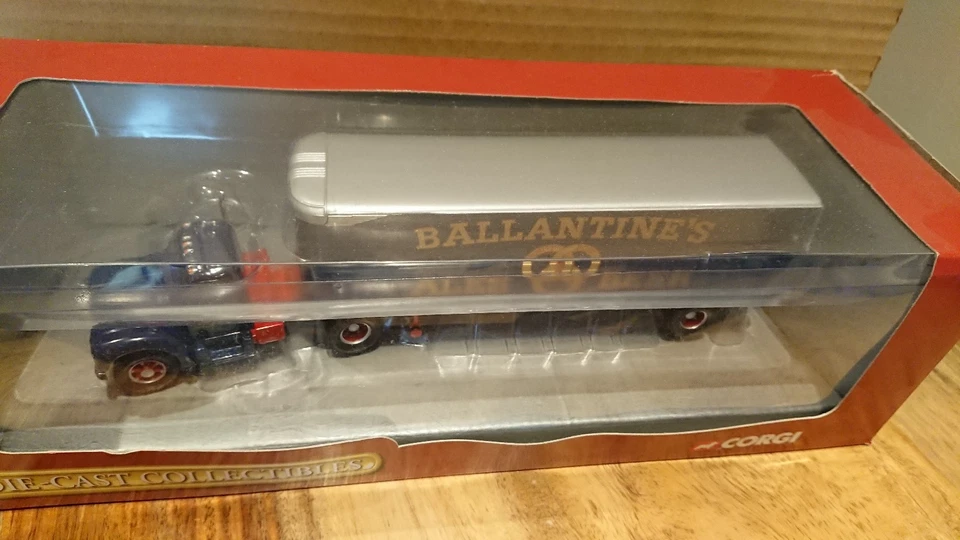 BALLANTINE'S
CORGI
DIE-CAST COLLECTIBLES